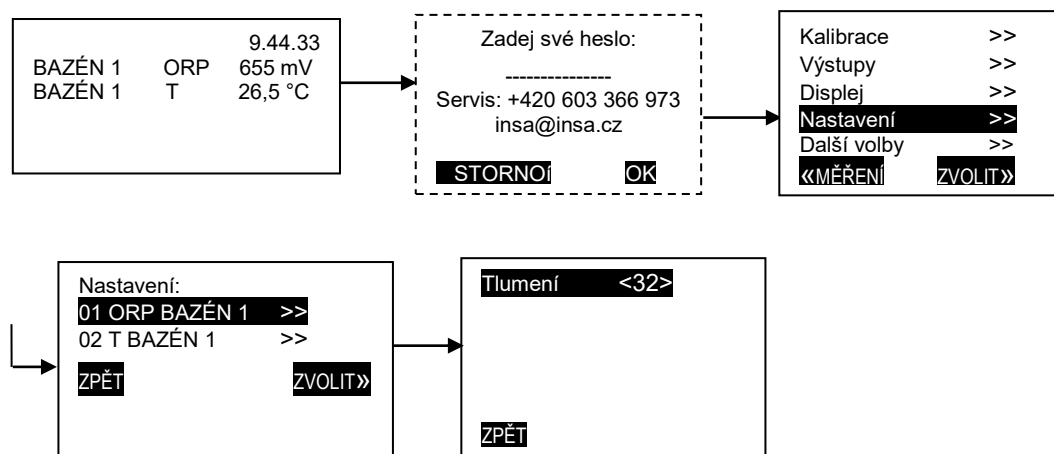 9.44.33
BAZÉN 1 ORP 655 mV
BAZÉN 1 T 26,5 °C
Zadej své heslo:
---------------
Servis: +420 603 366 973
insa@insa.cz
STORNOí OK
Kalibrace >>
Výstupy >>
Displej >>
Nastavení >>
Další volby >>
«MĚŘENÍ ZVOLIT»
Nastavení:
01 ORP BAZÉN 1 >>
02 T BAZÉN 1 >>
ZPĚT ZVOLIT»
Tlumení <32>
ZPĚT